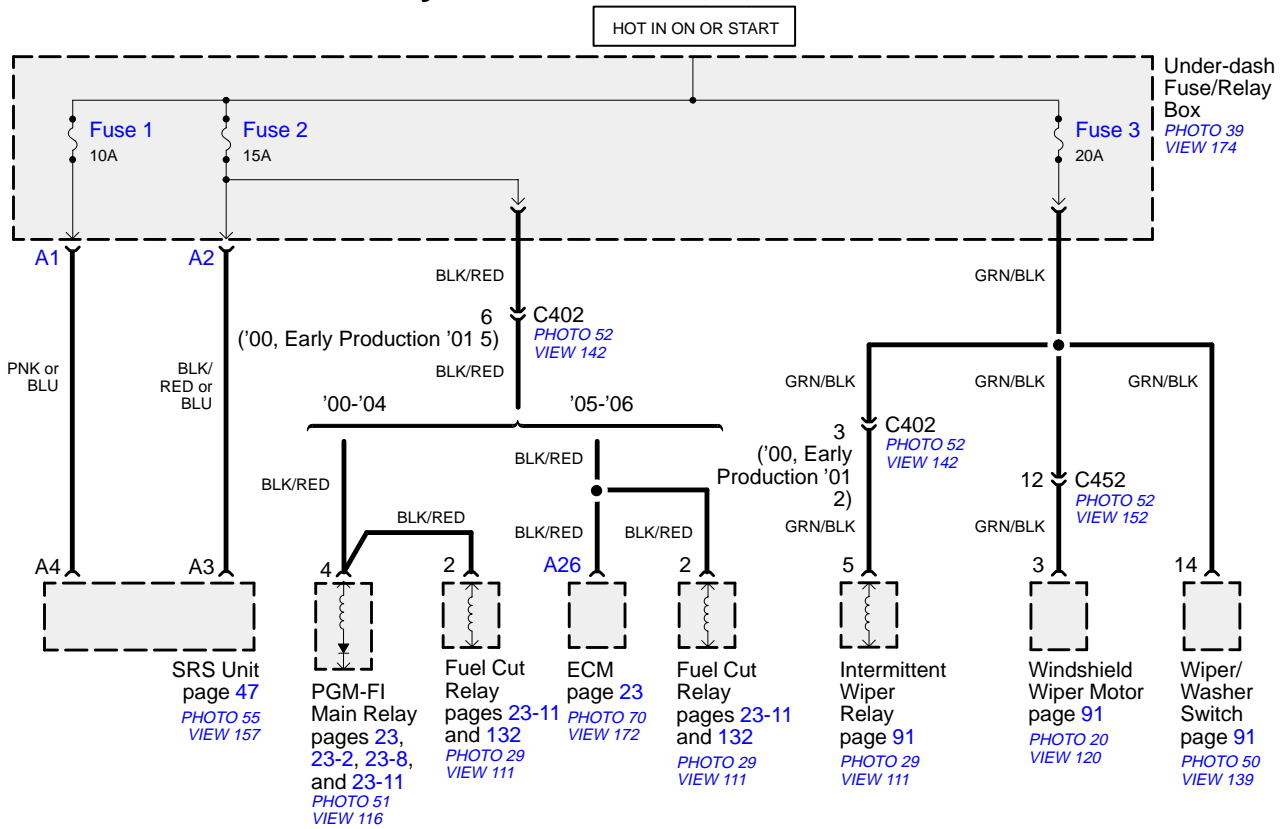 HOT IN ON OR START
Under-dash
Fuse/Relay
Box
PHOTO 39
VIEW 174
Fuse 1
10A
Fuse 2
15A
Fuse 3
20A
A1
A2
BLK/RED
GRN/BLK
6
('00, Early Production '01 5)
C402
PHOTO 52
VIEW 142
PNK or
BLU
BLK/
RED or
BLU
BLK/RED
GRN/BLK
GRN/BLK
GRN/BLK
'00-'04
'05-'06
3
('00, Early
Production '01
2)
C402
PHOTO 52
VIEW 142
BLK/RED
BLK/RED
12
C452
PHOTO 52
VIEW 152
BLK/RED
BLK/RED
BLK/RED
GRN/BLK
GRN/BLK
A4
A3
4
2
A26
2
5
3
14
SRS Unit
page 47
PHOTO 55
VIEW 157
PGM-FI
Main Relay
pages 23,
23-2, 23-8,
and 23-11
PHOTO 51
VIEW 116
Fuel Cut
Relay
pages 23-11
and 132
PHOTO 29
VIEW 111
ECM
page 23
PHOTO 70
VIEW 172
Fuel Cut
Relay
pages 23-11
and 132
PHOTO 29
VIEW 111
Intermittent
Wiper
Relay
page 91
PHOTO 29
VIEW 111
Windshield
Wiper Motor
page 91
PHOTO 20
VIEW 120
Wiper/
Washer
Switch
page 91
PHOTO 50
VIEW 139